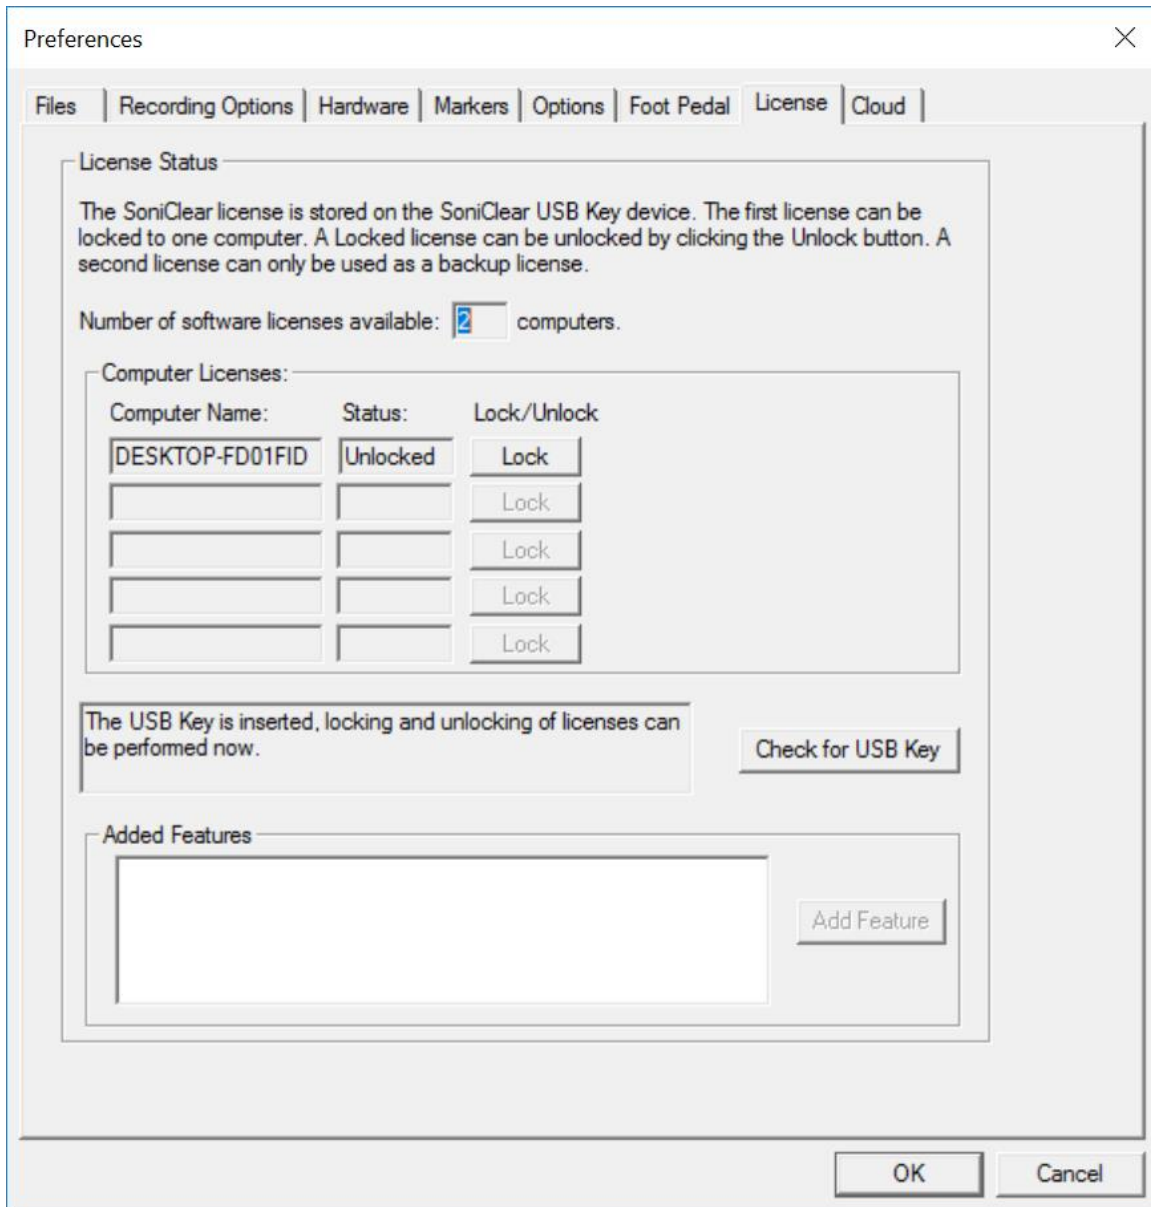 Preferences
Files Recording Options Hardware Markers Options Foot Pedal License Cloud
License Status
The SoniClear license is stored on the SoniClear USB Key device. The first license can be
locked to one computer. A Locked license can be unlocked by clicking the Unlock button. A
second license can only be used as a backup license.
Number of software licenses available: 2 computers.
Computer Licenses:
Computer Name: Status: Lock/Unlock
DESKTOP-FD01FID Unlocked Lock
Lock
Lock
Lock
Lock
The USB Key is inserted, locking and unlocking of licenses can
be performed now.
Check for USB Key
Added Features
Add Feature
OK Cancel